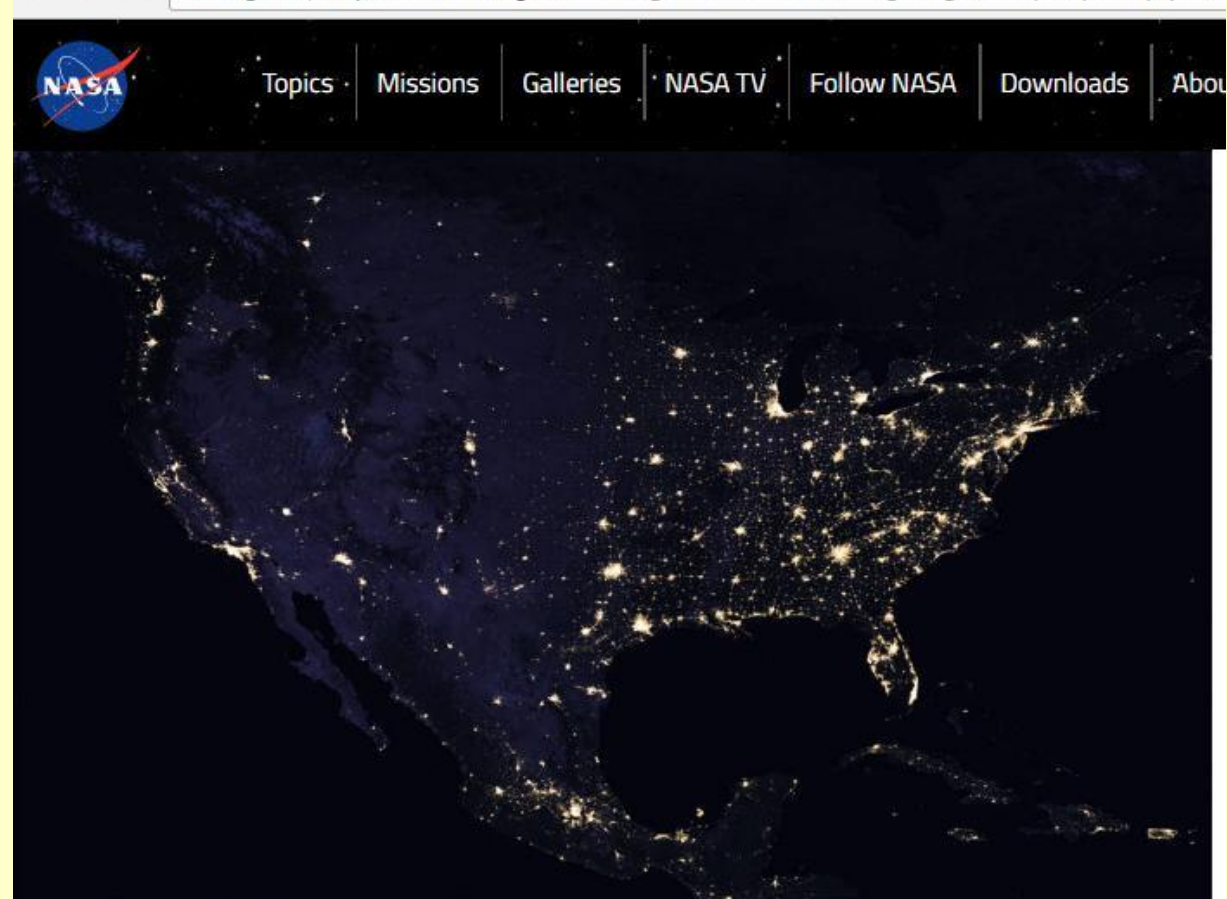 NASA
Topics
Missions
Galleries
NASA TV
Follow NASA
Downloads